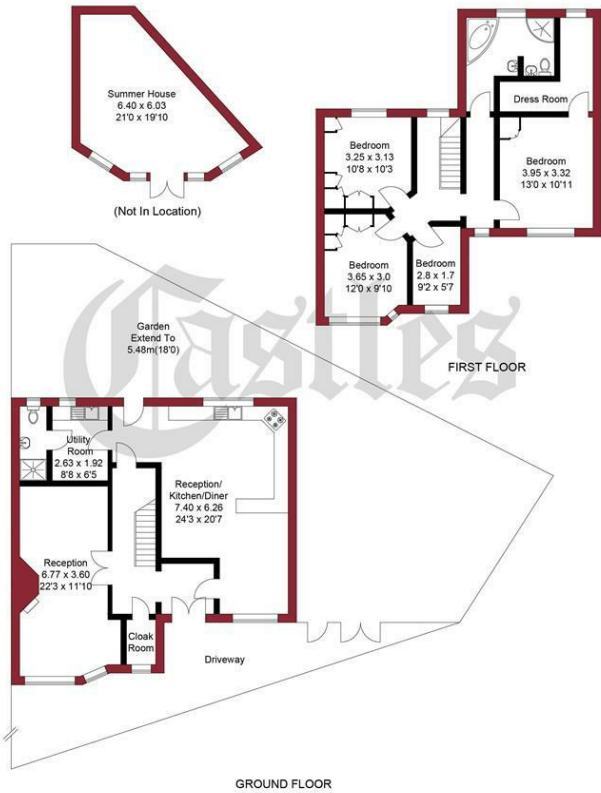 Summer House
6.40 x 6.03
21'0 x 19'10
(Not In Location)
Dress Room
Bedroom
3.25 x 3.13
10'8 x 10'3
Bedroom
3.95 x 3.32
13'0 x 10'11
Bedroom
3.65 x 3.0
12'0 x 9'10
Bedroom
2.8 x 1.7
9'2 x 5'7
FIRST FLOOR
Castles
Garden
Extend To
5.48m(18'0)
Utility
Room
2.63 x 1.92
8'8 x 6'5
Reception/
Kitchen/Diner
7.40 x 6.26
24'3 x 20'7
Reception
6.77 x 3.60
22'3 x 11'10
Cloak
Room
Driveway
GROUND FLOOR